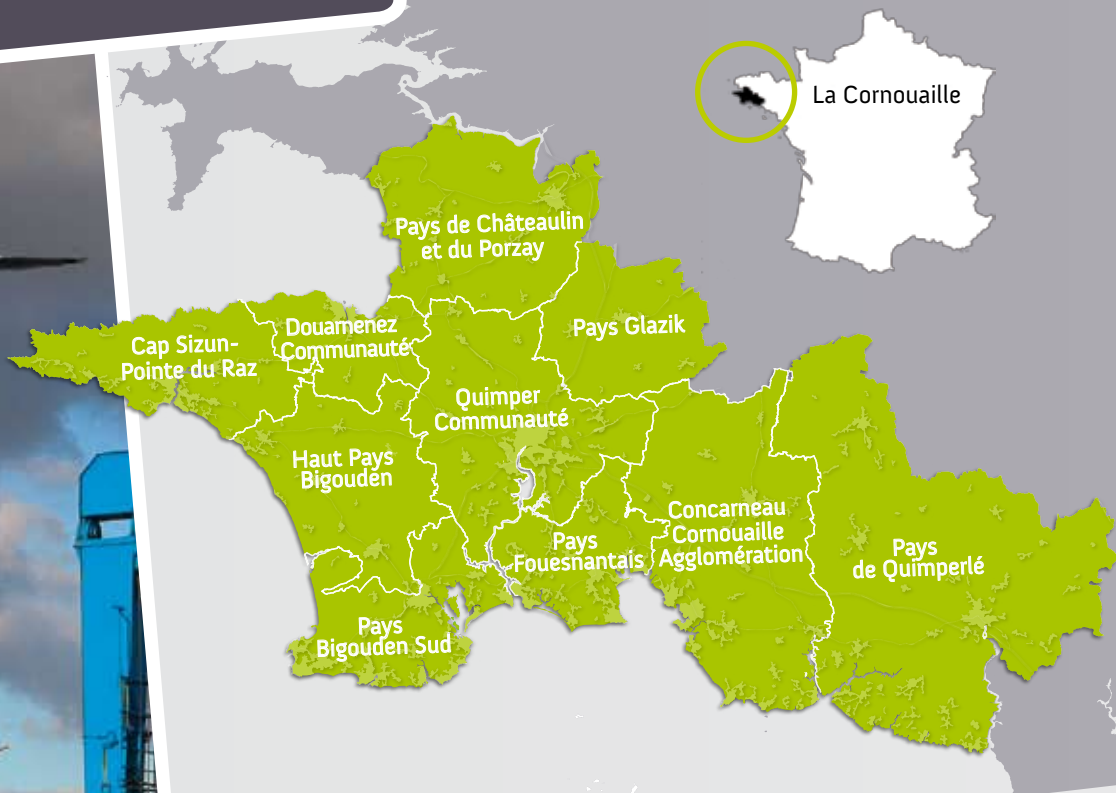 La Cornouaille
Pays de Châteaulin
et du Porzay
Pays Glazik
Cap Sizun-
Pointe du Raz
Douarnenez
Communauté
Quimper
Communauté
Haut Pays
Bigouden
Concarneau
Cornouaille
Agglomération
Pays
Fouesnantais
Pays
de Quimperlé
Pays
Bigouden Sud